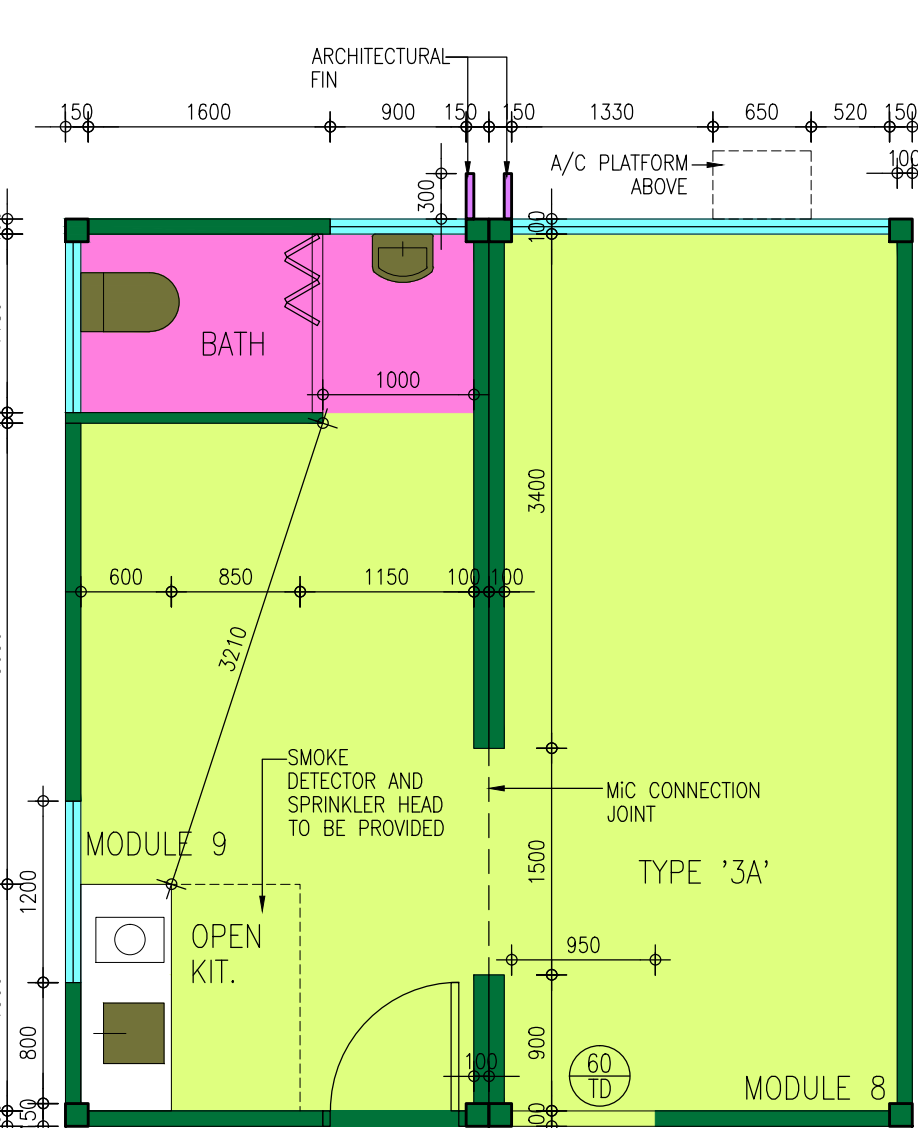 ARCHITECTURAL
FIN
150 1600 900 150 150 1330 650 520 150
A/C PLATFORM
ABOVE
100
300
100
BATH
1000
3400
600 850 1150 100 100
3210
SMOKE
DETECTOR AND
SPRINKLER HEAD
TO BE PROVIDED
MiC CONNECTION
JOINT
MODULE 9
TYPE '3A'
1200
1500
OPEN
KIT.
950
800
900
100
60
TD
MODULE 8
150
100